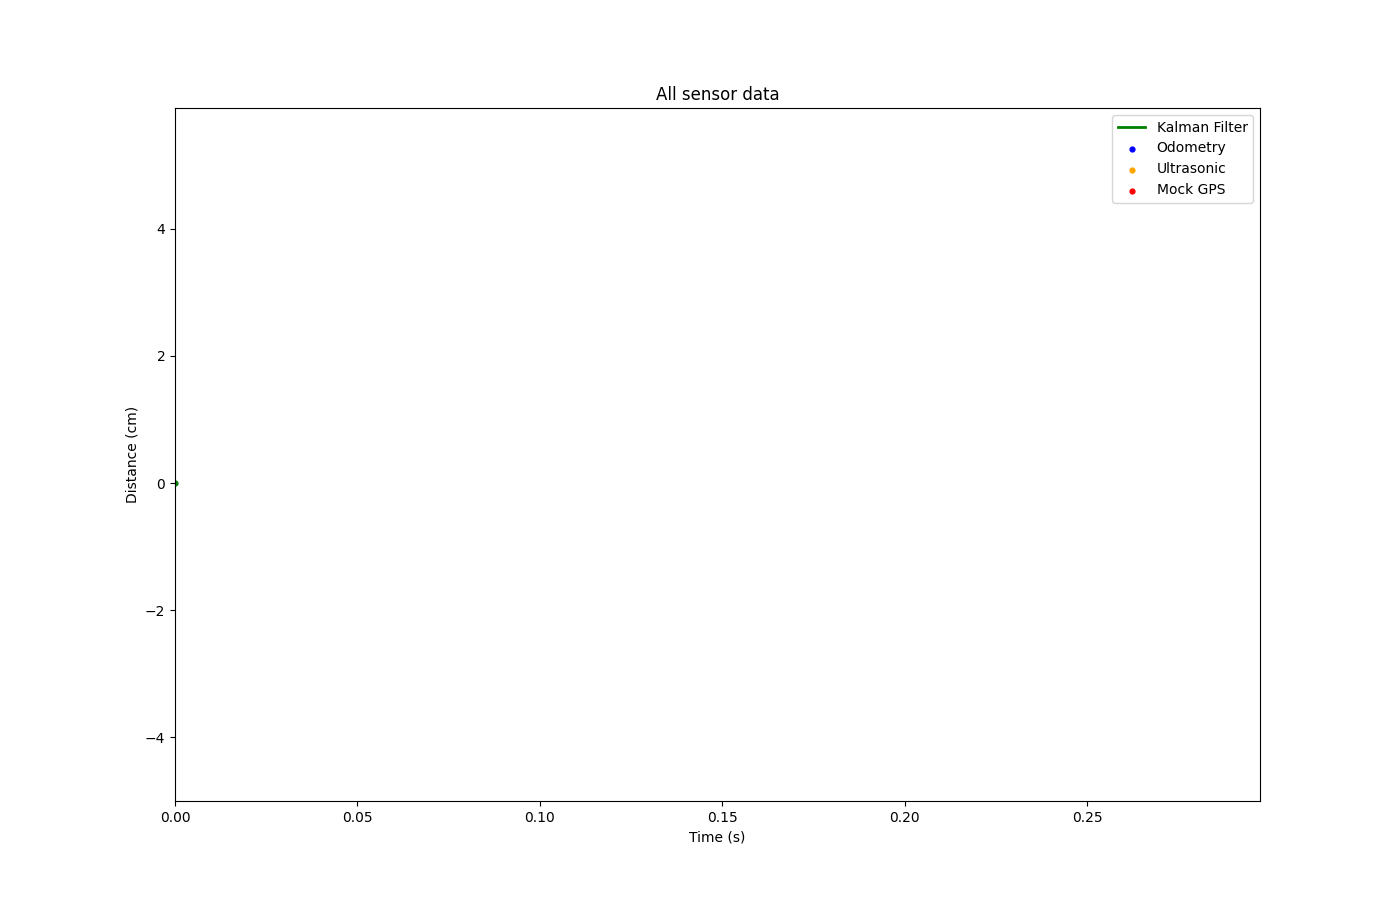 All sensor data
Kalman Filter
Odometry
Ultrasonic
Mock GPS
4
2
0
−2
−4
Distance (cm)
0.00 0.05 0.10 0.15 0.20 0.25
Time (s)